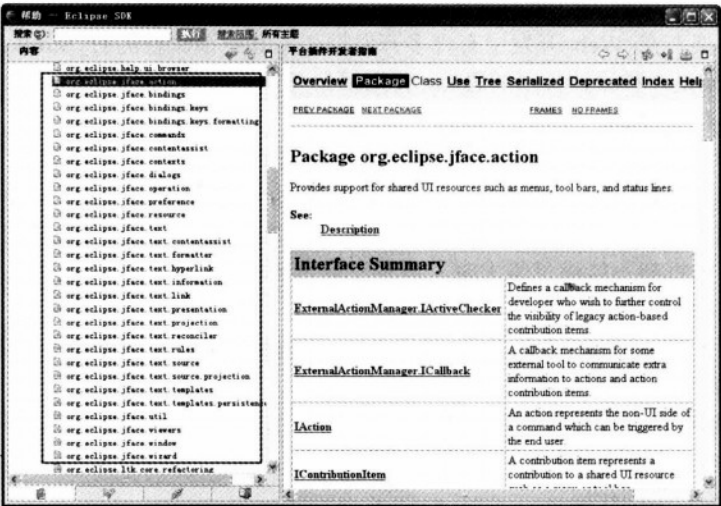 帮助 - Eclipse SDK
搜索(S): 执行 搜索范围: 所有主题
内容
org.eclipse.help.ui.browser
org.eclipse.jface.action
org.eclipse.jface.bindings
org.eclipse.jface.bindings.keys
org.eclipse.jface.bindings.keys.formatting
org.eclipse.jface.commands
org.eclipse.jface.contentassist
org.eclipse.jface.contexts
org.eclipse.jface.dialogs
org.eclipse.jface.operation
org.eclipse.jface.preference
org.eclipse.jface.resource
org.eclipse.jface.text
org.eclipse.jface.text.contentassist
org.eclipse.jface.text.formatter
org.eclipse.jface.text.hyperlink
org.eclipse.jface.text.information
org.eclipse.jface.text.link
org.eclipse.jface.text.presentation
org.eclipse.jface.text.projection
org.eclipse.jface.text.reconciler
org.eclipse.jface.text.rules
org.eclipse.jface.text.source
org.eclipse.jface.text.source.projection
org.eclipse.jface.text.templates
org.eclipse.jface.text.templates.persistenc
org.eclipse.jface.util
org.eclipse.jface.viewers
org.eclipse.jface.window
org.eclipse.jface.wizard
org.eclipse.ltk.core.refactoring
平台插件开发者指南
Overview Package Class Use Tree Serialized Deprecated Index Help
PREV PACKAGE NEXT PACKAGE FRAMES NO FRAMES
Package org.eclipse.jface.action
Provides support for shared UI resources such as menus, tool bars, and status lines.
See:
Description
Interface Summary
ExternalActionManager.IActiveChecker
Defines a callback mechanism for
developer who wish to further control
the visibility of legacy action-based
contribution items.
ExternalActionManager.ICallback
A callback mechanism for some
external tool to communicate extra
information to actions and action
contribution items.
IAction
An action represents the non-UI side of
a command which can be triggered by
the end user.
IContributionItem
A contribution item represents a
contribution to a shared UI resource
such as a menu or tool bar.